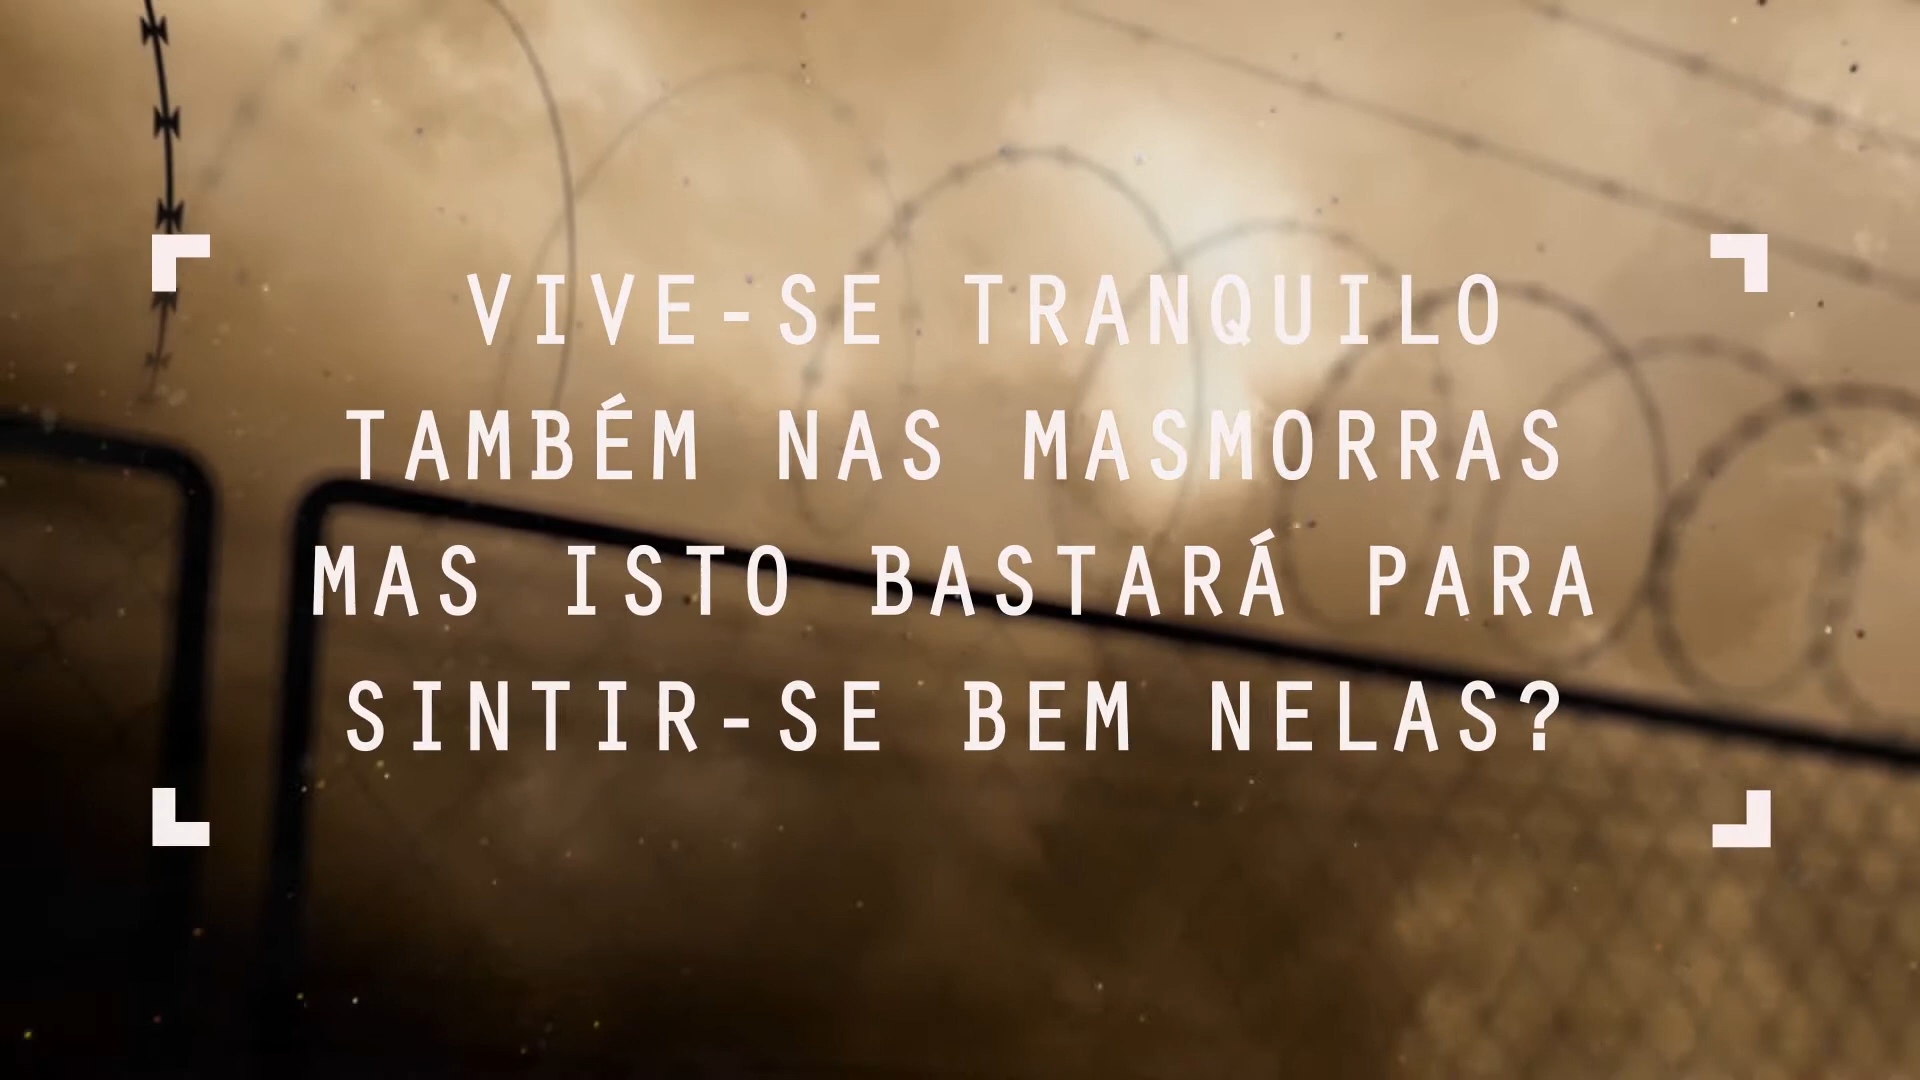 VIVE-SE TRANQUILO
TAMBÉM NAS MASMORRAS
MAS ISTO BASTARÁ PARA
SINTIR-SE BEM NELAS?